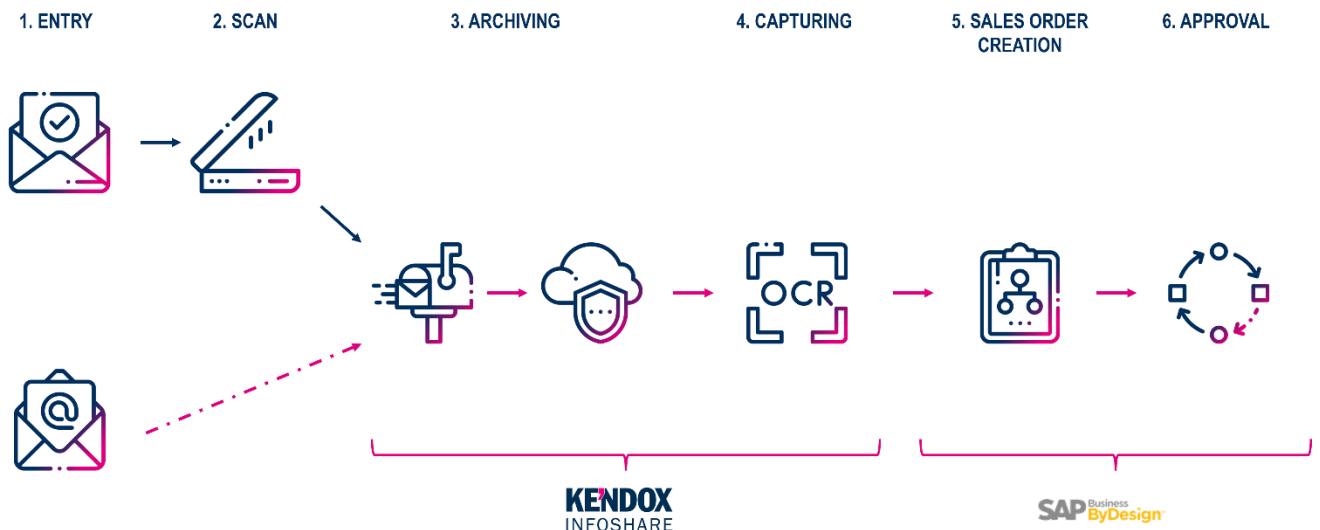 1. ENTRY
2. SCAN
3. ARCHIVING
4. CAPTURING
5. SALES ORDER
CREATION
6. APPROVAL
@
OCR
KENDOX
INFOSHARE
SAP Business
ByDesign